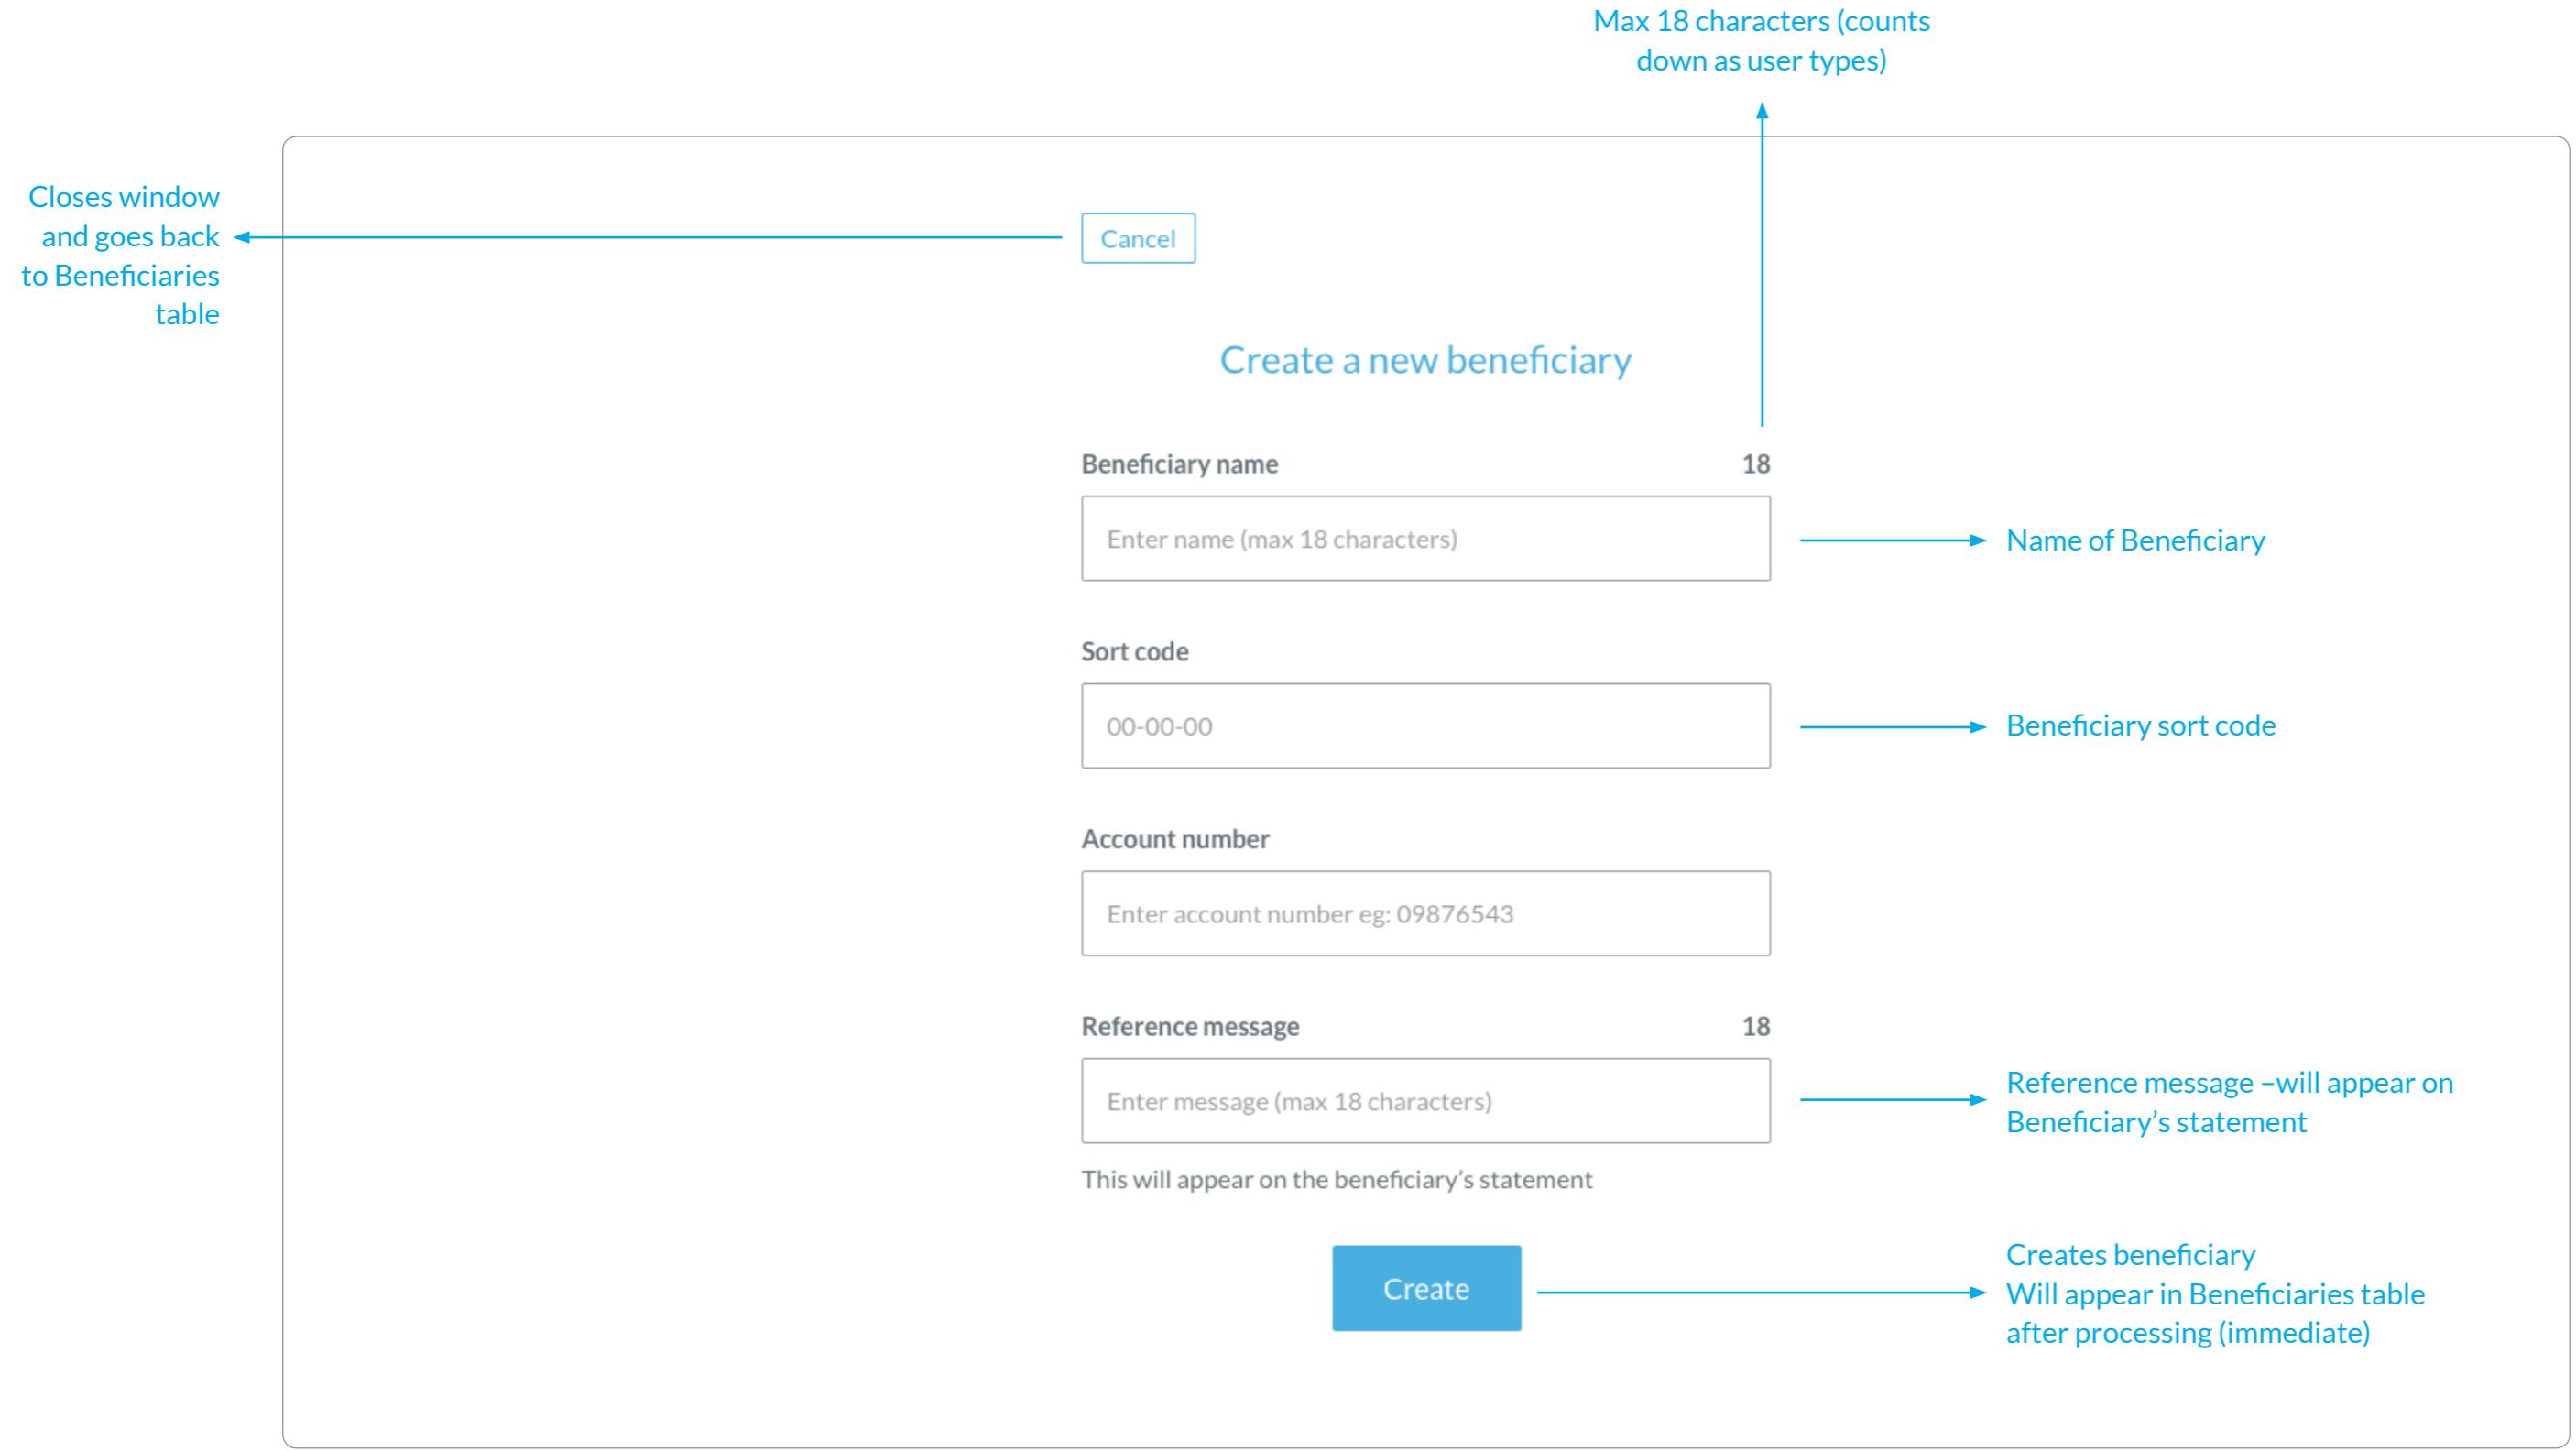 Max 18 characters (counts
down as user types)
Closes window
and goes back
to Beneficiaries
table
Cancel
Create a new beneficiary
Beneficiary name
18
Enter name (max 18 characters)
Name of Beneficiary
Sort code
00-00-00
Beneficiary sort code
Account number
Enter account number eg: 09876543
Reference message
18
Enter message (max 18 characters)
Reference message –will appear on
Beneficiary’s statement
This will appear on the beneficiary’s statement
Create
Creates beneficiary
Will appear in Beneficiaries table
after processing (immediate)